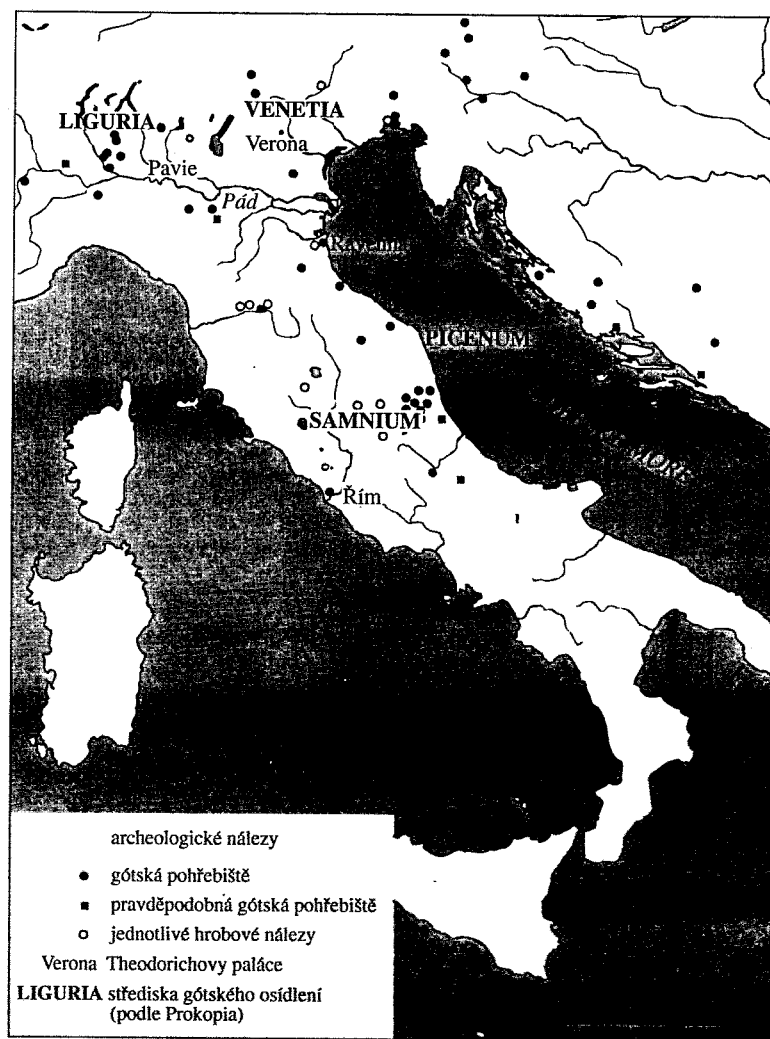 LIGURIA
VENETIA
Verona
Pavie
Pád
Ravenna
PICENUM
SAMNIUM
MOŘE
Řím
archeologické nálezy
gótská pohřebiště
pravděpodobná gótská pohřebiště
jednotlivé hrobové nálezy
Verona Theodorichovy paláce
LIGURIA střediska gótského osídlení
(podle Prokopia)